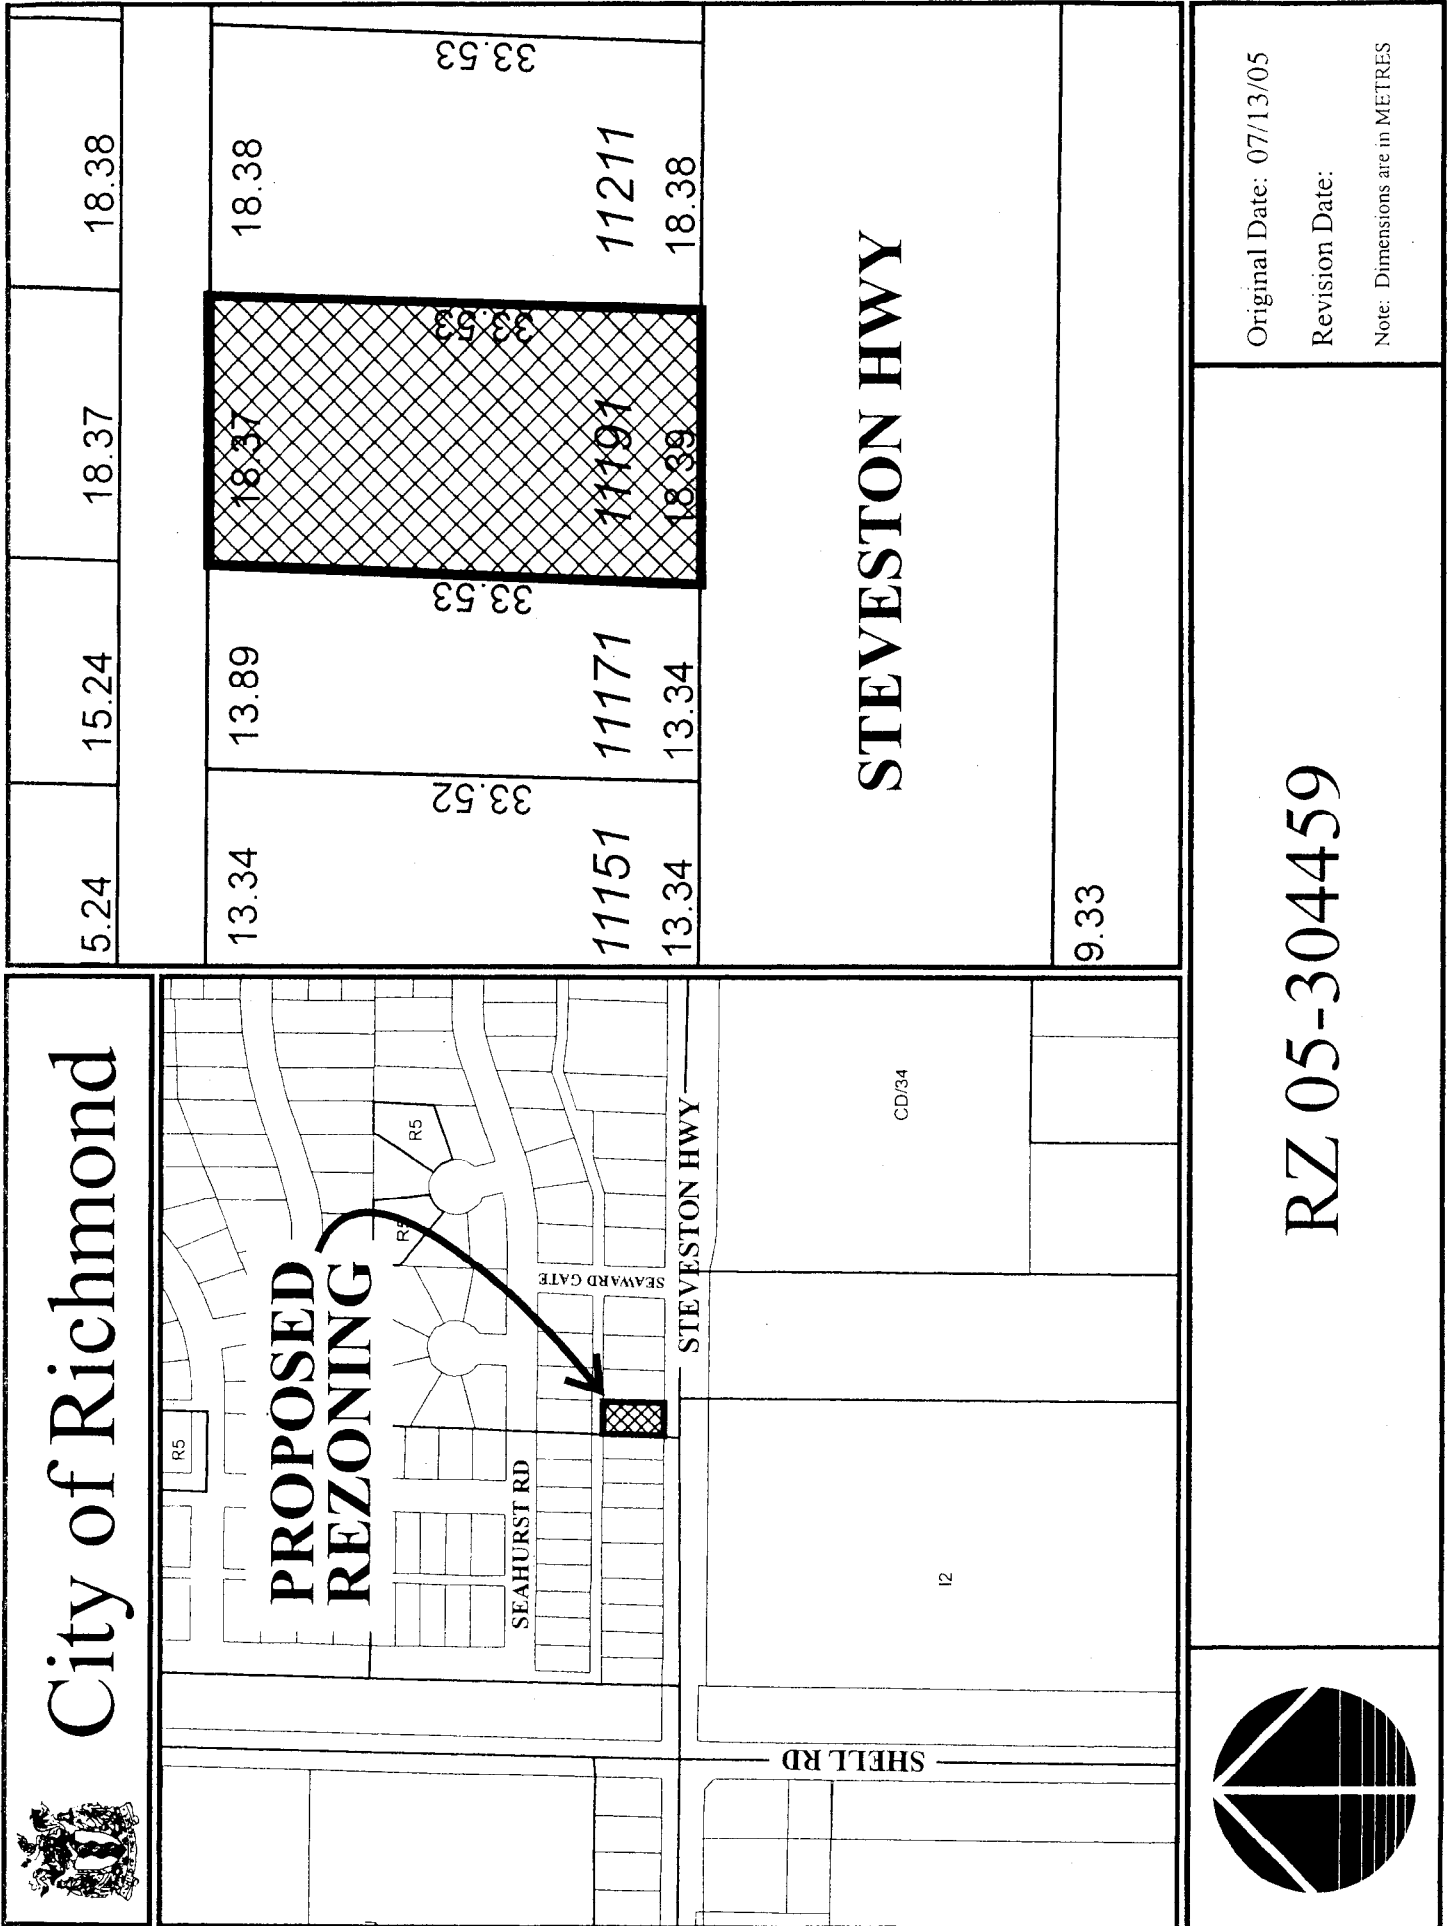 City of Richmond
PROPOSED
REZONING
R5
R5
R5
SEAHURST RD
SEAWARD GATE
STEVESTON HWY
SHELL RD
I2
CD/34
5.24
15.24
18.37
18.38
13.34
13.89
18.37
18.38
33.52
33.53
33.53
33.53
11151
11171
11191
11211
13.34
13.34
18.39
18.38
STEVESTON HWY
9.33
RZ 05-304459
Original Date: 07/13/05
Revision Date:
Note: Dimensions are in METRES